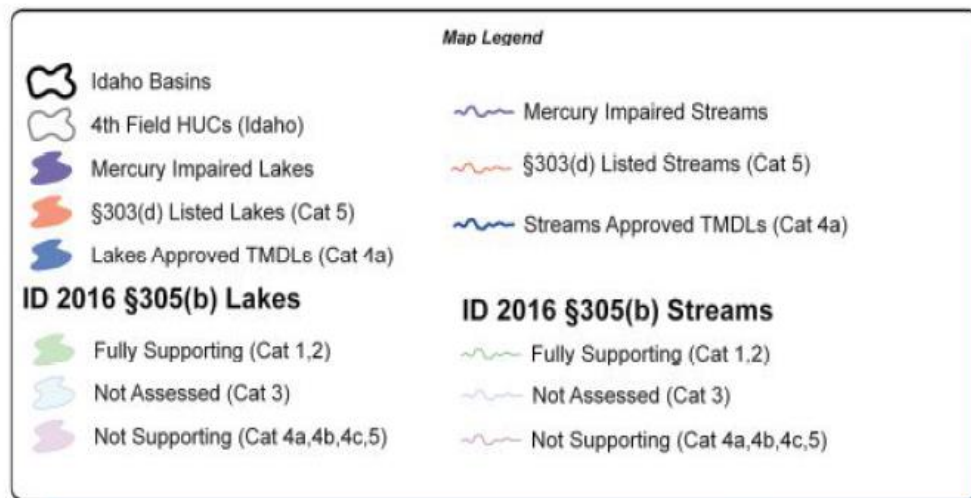 Map Legend
Idaho Basins
4th Field HUCs (Idaho)
Mercury Impaired Lakes
§303(d) Listed Lakes (Cat 5)
Lakes Approved TMDLs (Cat 4a)
Mercury Impaired Streams
§303(d) Listed Streams (Cat 5)
Streams Approved TMDLs (Cat 4a)
ID 2016 §305(b) Lakes
Fully Supporting (Cat 1,2)
Not Assessed (Cat 3)
Not Supporting (Cat 4a,4b,4c,5)
ID 2016 §305(b) Streams
Fully Supporting (Cat 1,2)
Not Assessed (Cat 3)
Not Supporting (Cat 4a,4b,4c,5)